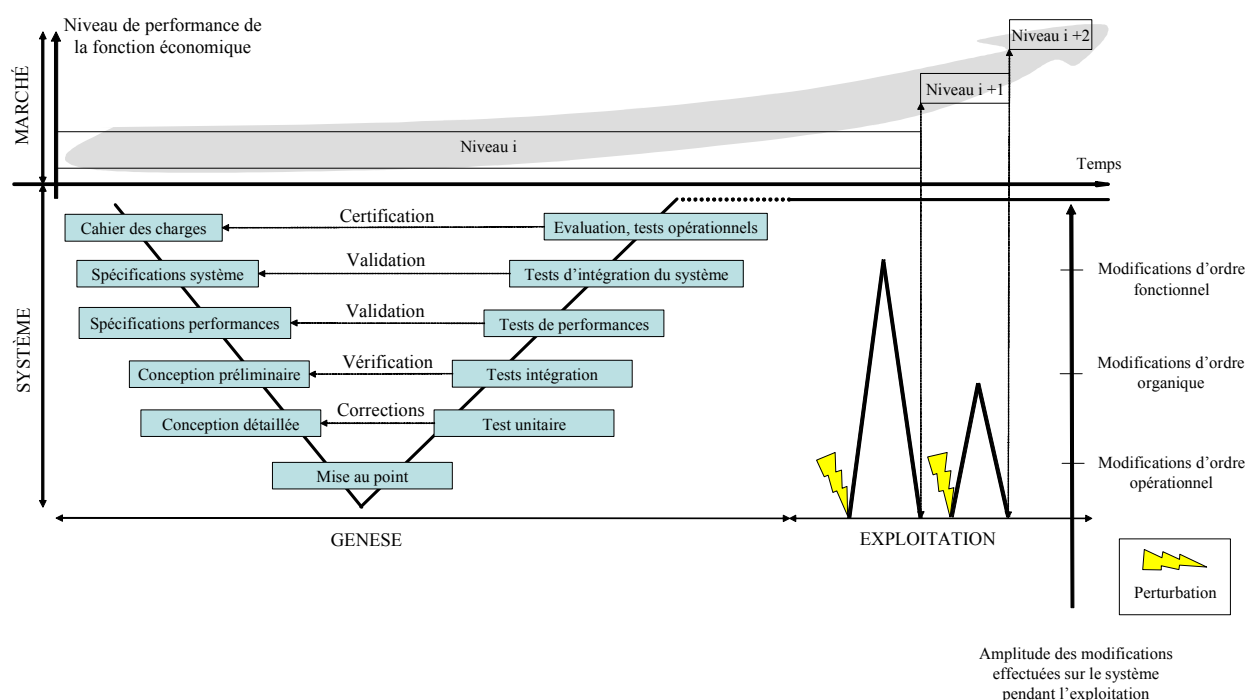 Niveau de performance de
la fonction économique
MARCHÉ
Niveau i +2
Niveau i +1
Niveau i
Temps
SYSTÈME
Cahier des charges
Certification
Evaluation, tests opérationnels
Spécifications système
Validation
Tests d'intégration du système
Spécifications performances
Validation
Tests de performances
Conception préliminaire
Vérification
Tests intégration
Conception détaillée
Corrections
Test unitaire
Mise au point
GENESE
EXPLOITATION
Modifications d'ordre
fonctionnel
Modifications d'ordre
organique
Modifications d'ordre
opérationnel
Perturbation
Amplitude des modifications
effectuées sur le système
pendant l'exploitation